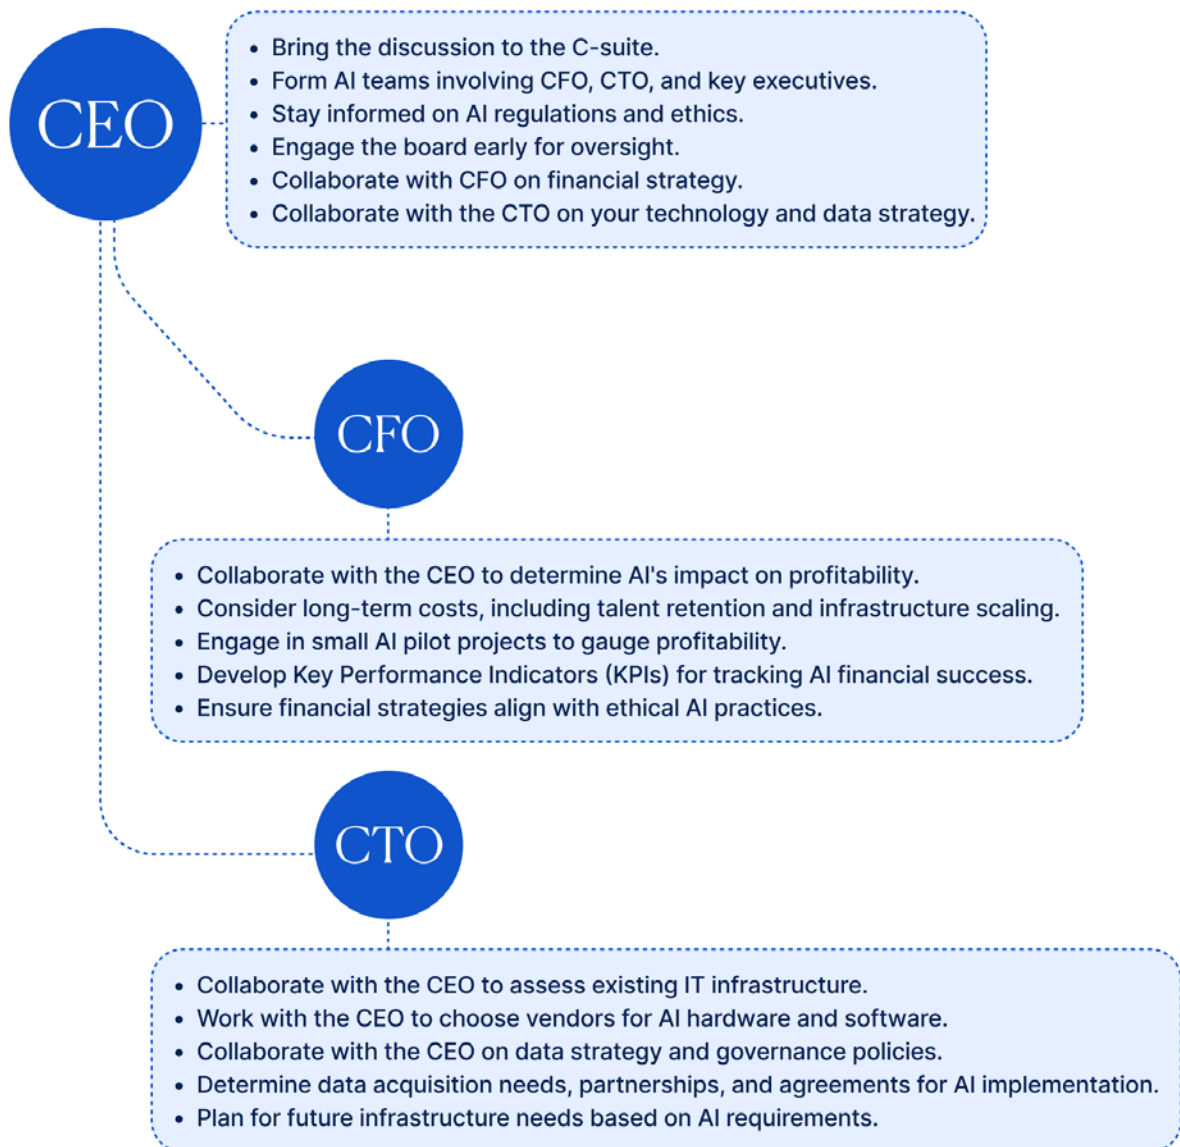 CEO
• Bring the discussion to the C-suite.
• Form AI teams involving CFO, CTO, and key executives.
• Stay informed on AI regulations and ethics.
• Engage the board early for oversight.
• Collaborate with CFO on financial strategy.
• Collaborate with the CTO on your technology and data strategy.
CFO
• Collaborate with the CEO to determine AI's impact on profitability.
• Consider long-term costs, including talent retention and infrastructure scaling.
• Engage in small AI pilot projects to gauge profitability.
• Develop Key Performance Indicators (KPIs) for tracking AI financial success.
• Ensure financial strategies align with ethical AI practices.
CTO
• Collaborate with the CEO to assess existing IT infrastructure.
• Work with the CEO to choose vendors for AI hardware and software.
• Collaborate with the CEO on data strategy and governance policies.
• Determine data acquisition needs, partnerships, and agreements for AI implementation.
• Plan for future infrastructure needs based on AI requirements.